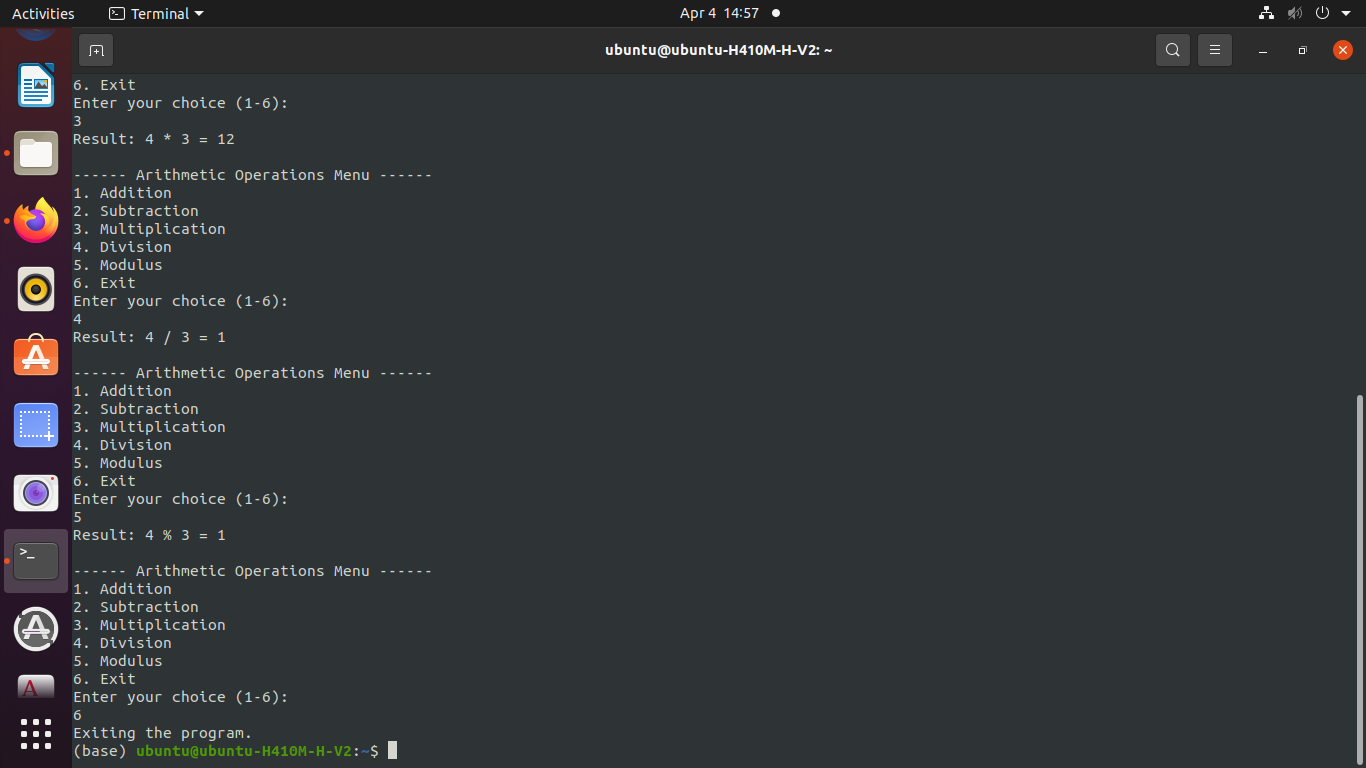 Activities Terminal Apr 4 14:57
ubuntu@ubuntu-H410M-H-V2: ~
6. Exit
Enter your choice (1-6):
3
Result: 4 * 3 = 12
------ Arithmetic Operations Menu ------
1. Addition
2. Subtraction
3. Multiplication
4. Division
5. Modulus
6. Exit
Enter your choice (1-6):
4
Result: 4 / 3 = 1
------ Arithmetic Operations Menu ------
1. Addition
2. Subtraction
3. Multiplication
4. Division
5. Modulus
6. Exit
Enter your choice (1-6):
5
Result: 4 % 3 = 1
------ Arithmetic Operations Menu ------
1. Addition
2. Subtraction
3. Multiplication
4. Division
5. Modulus
6. Exit
Enter your choice (1-6):
6
Exiting the program.
(base) ubuntu@ubuntu-H410M-H-V2:~$